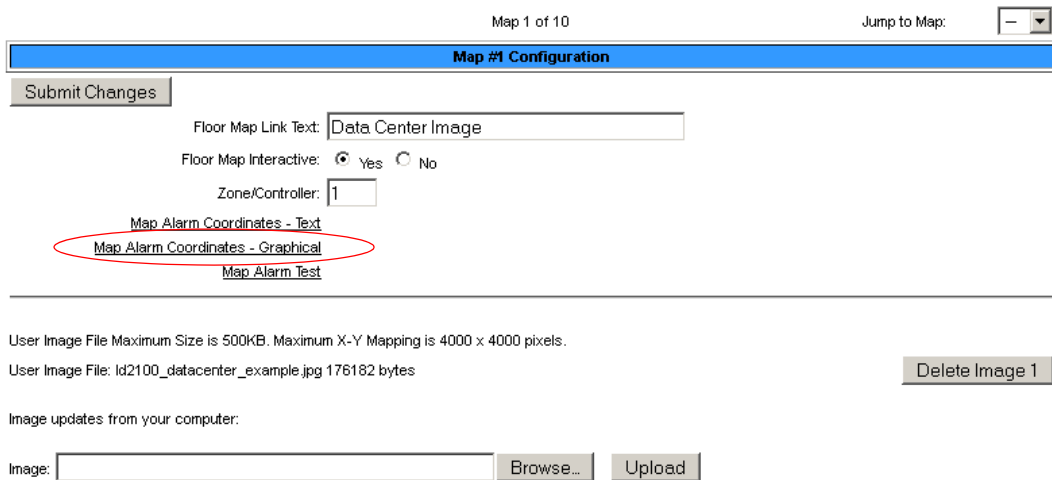 Map 1 of 10 Jump to Map: --
Map #1 Configuration
Submit Changes
Floor Map Link Text: Data Center Image
Floor Map Interactive: Yes No
Zone/Controller: 1
Map Alarm Coordinates - Text
Map Alarm Coordinates - Graphical
Map Alarm Test
User Image File Maximum Size is 500KB. Maximum X-Y Mapping is 4000 x 4000 pixels.
User Image File: ld2100_datacenter_example.jpg 176182 bytes Delete Image 1
Image updates from your computer:
Image: Browse... Upload